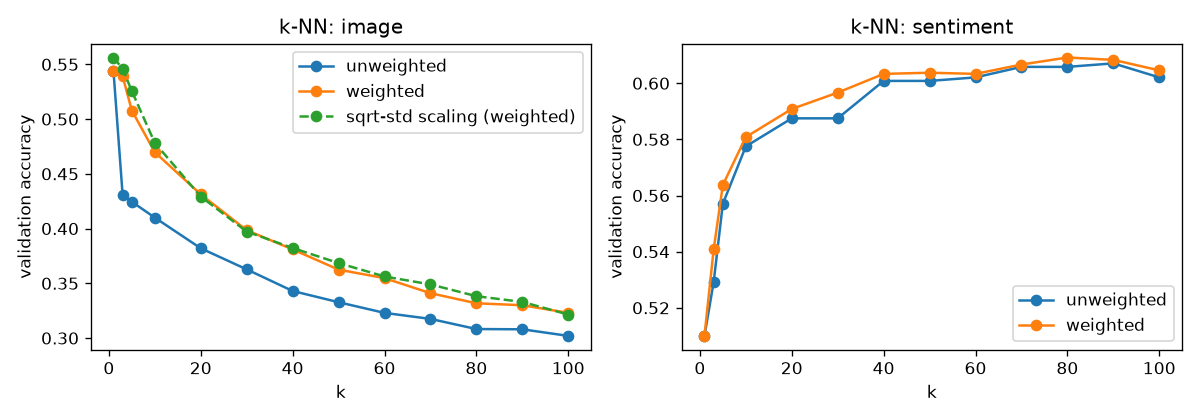 k-NN: image
validation accuracy
0.55
0.50
0.45
0.40
0.35
0.30
unweighted
weighted
sqrt-std scaling (weighted)
0 20 40 60 80 100
k
k-NN: sentiment
validation accuracy
0.60
0.58
0.56
0.54
0.52
unweighted
weighted
0 20 40 60 80 100
k